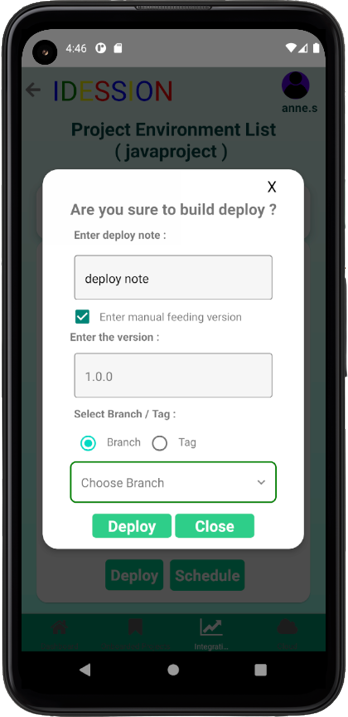 4:46
IDESSION
anne.s
Project Environment List
( javaproject )
X
Are you sure to build deploy ?
Enter deploy note :
deploy note
Enter manual feeding version
Enter the version :
1.0.0
Select Branch / Tag :
Branch Tag
Choose Branch
Deploy Close
Deploy Schedule
Integrati...